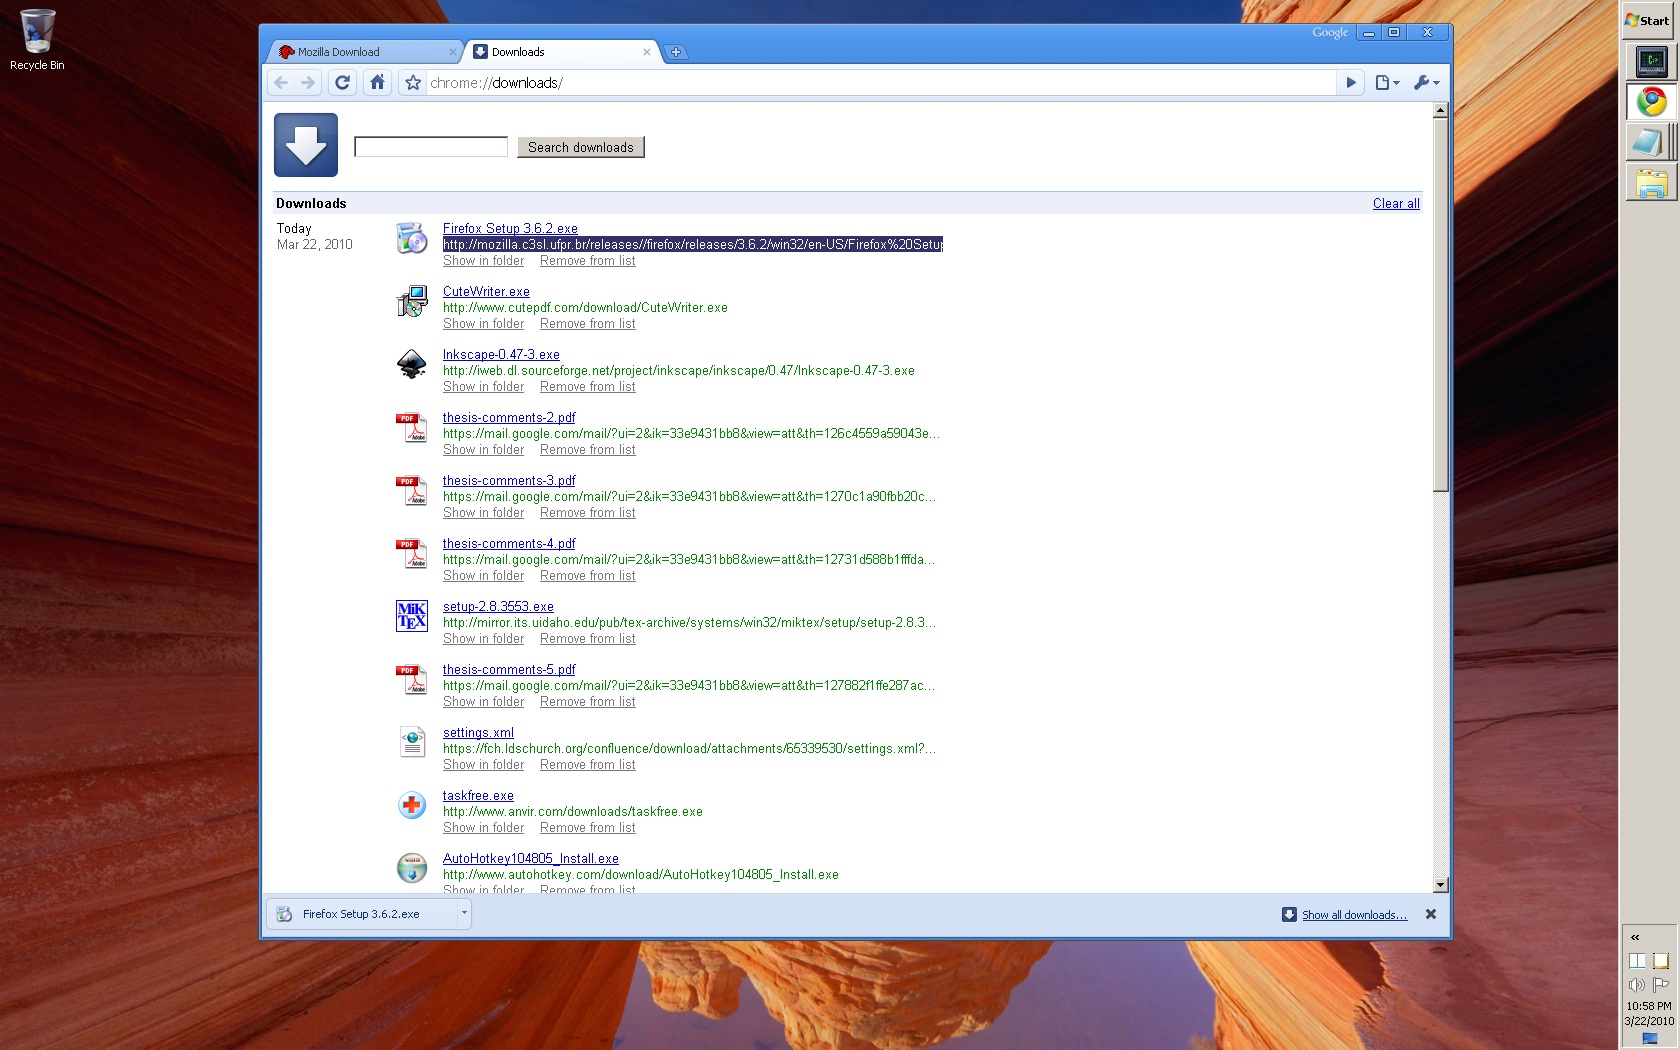 Recycle Bin
Google
Mozilla Download
Downloads
chrome://downloads/
Search downloads
Downloads
Clear all
Today
Mar 22, 2010
Firefox Setup 3.6.2.exe
http://mozilla.c3sl.ufpr.br/releases//firefox/releases/3.6.2/win32/en-US/Firefox%20Setup
Show in folder Remove from list
CuteWriter.exe
http://www.cutepdf.com/download/CuteWriter.exe
Show in folder Remove from list
Inkscape-0.47-3.exe
http://iweb.dl.sourceforge.net/project/inkscape/inkscape/0.47/Inkscape-0.47-3.exe
Show in folder Remove from list
PDF
Adobe
thesis-comments-2.pdf
https://mail.google.com/mail/?ui=2&ik=33e9431bb8&view=att&th=126c4559a59043e...
Show in folder Remove from list
PDF
Adobe
thesis-comments-3.pdf
https://mail.google.com/mail/?ui=2&ik=33e9431bb8&view=att&th=1270c1a90fbb20c...
Show in folder Remove from list
PDF
Adobe
thesis-comments-4.pdf
https://mail.google.com/mail/?ui=2&ik=33e9431bb8&view=att&th=12731d588b1fffda...
Show in folder Remove from list
MiK
TEX
setup-2.8.3553.exe
http://mirror.its.uidaho.edu/pub/tex-archive/systems/win32/miktex/setup/setup-2.8.3...
Show in folder Remove from list
PDF
Adobe
thesis-comments-5.pdf
https://mail.google.com/mail/?ui=2&ik=33e9431bb8&view=att&th=127882f1ffe287ac...
Show in folder Remove from list
settings.xml
https://fch.ldschurch.org/confluence/download/attachments/65339530/settings.xml?...
Show in folder Remove from list
taskfree.exe
http://www.anvir.com/downloads/taskfree.exe
Show in folder Remove from list
AutoHotkey104805_Install.exe
http://www.autohotkey.com/download/AutoHotkey104805_Install.exe
Show in folder Remove from list
Firefox Setup 3.6.2.exe
Show all downloads...
Start
10:58 PM
3/22/2010